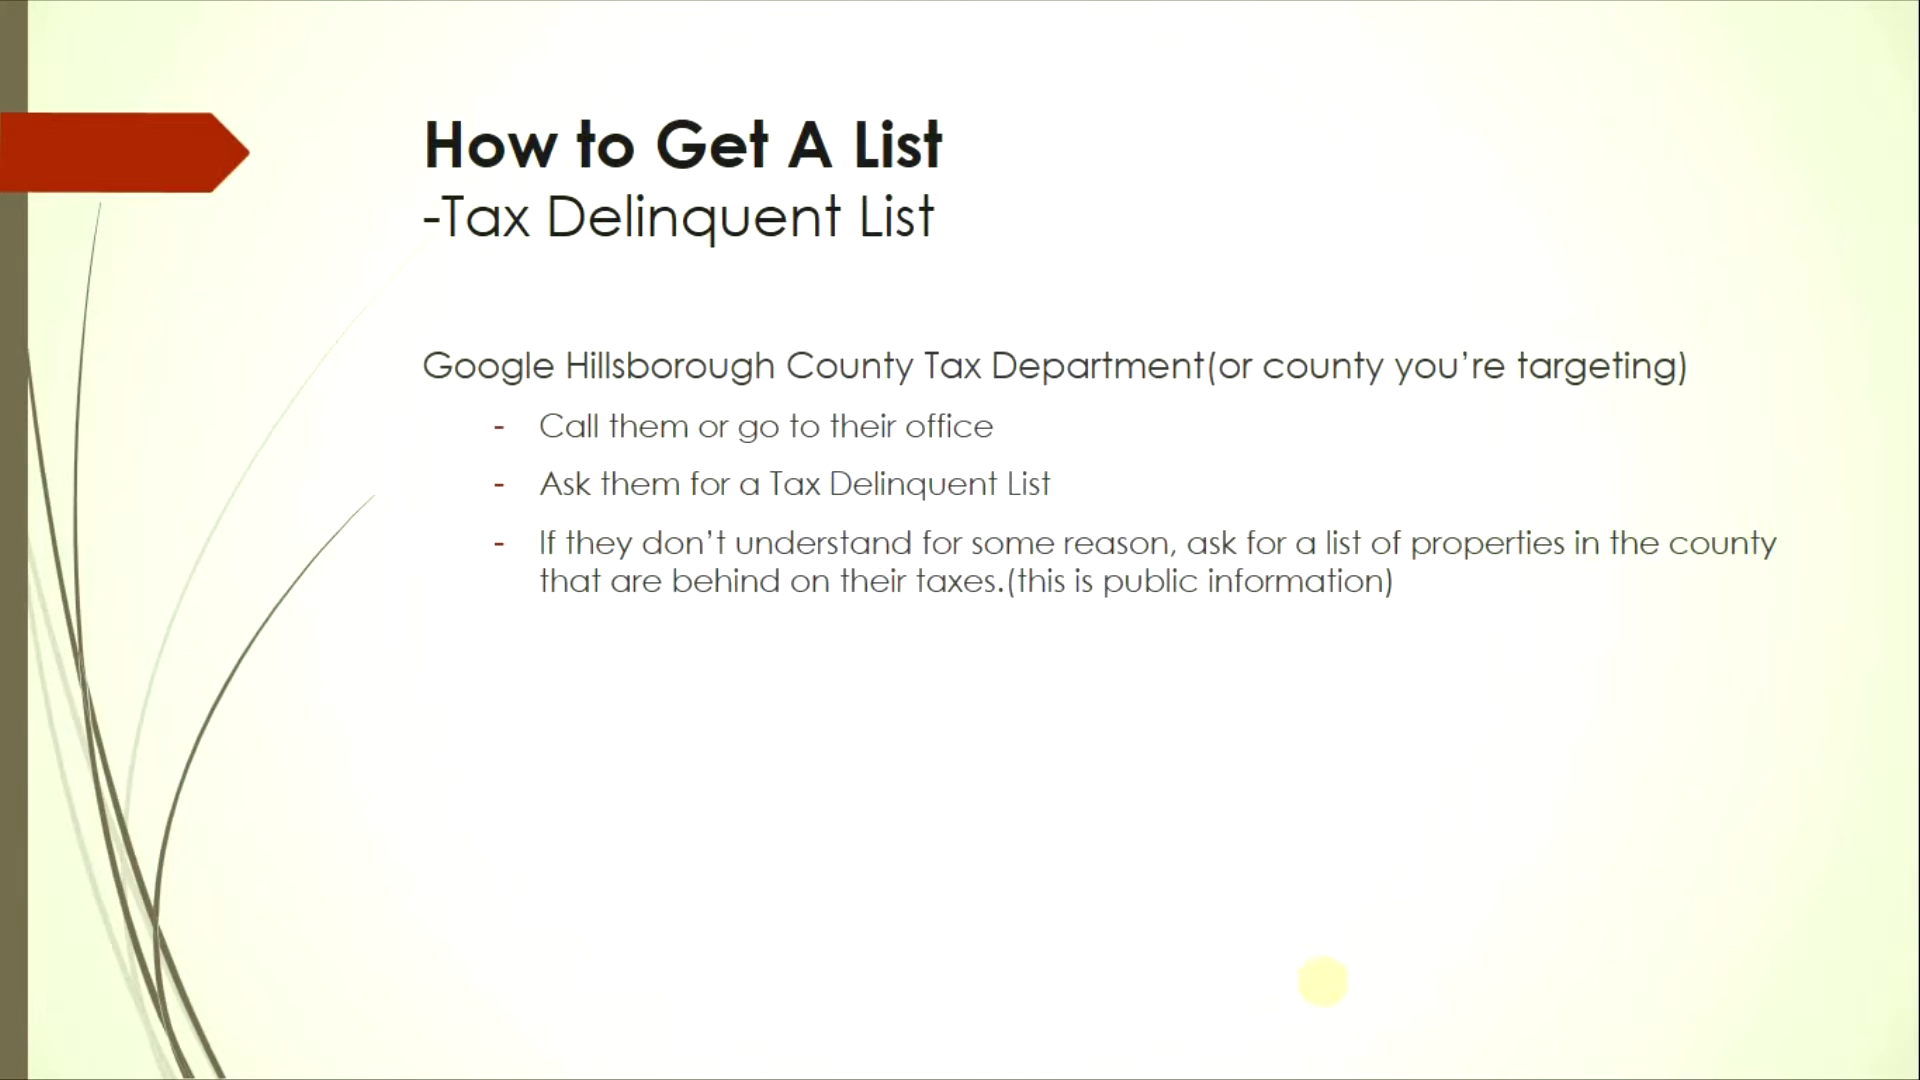 How to Get A List
-Tax Delinquent List
Google Hillsborough County Tax Department(or county you’re targeting)
- Call them or go to their office
- Ask them for a Tax Delinquent List
- If they don’t understand for some reason, ask for a list of properties in the county
that are behind on their taxes.(this is public information)